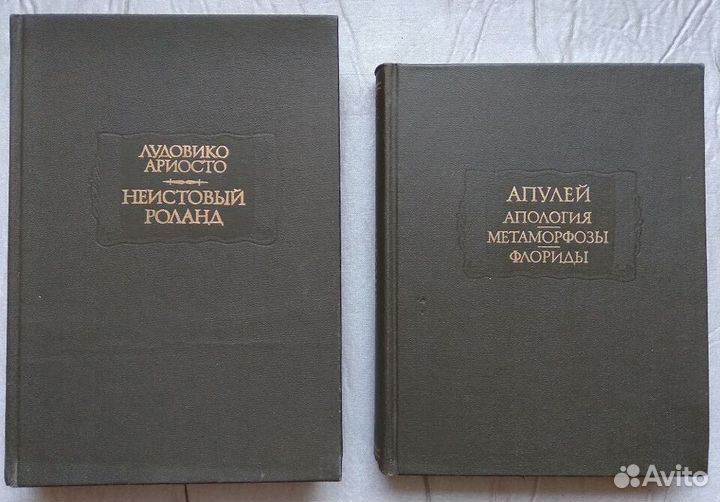 ЛУДОВИКО
АРИОСТО
НЕИСТОВЫЙ
РОЛАНД
АПУЛЕЙ
АПОЛОГИЯ
МЕТАМОРФОЗЫ
ФЛОРИДЫ
Avito